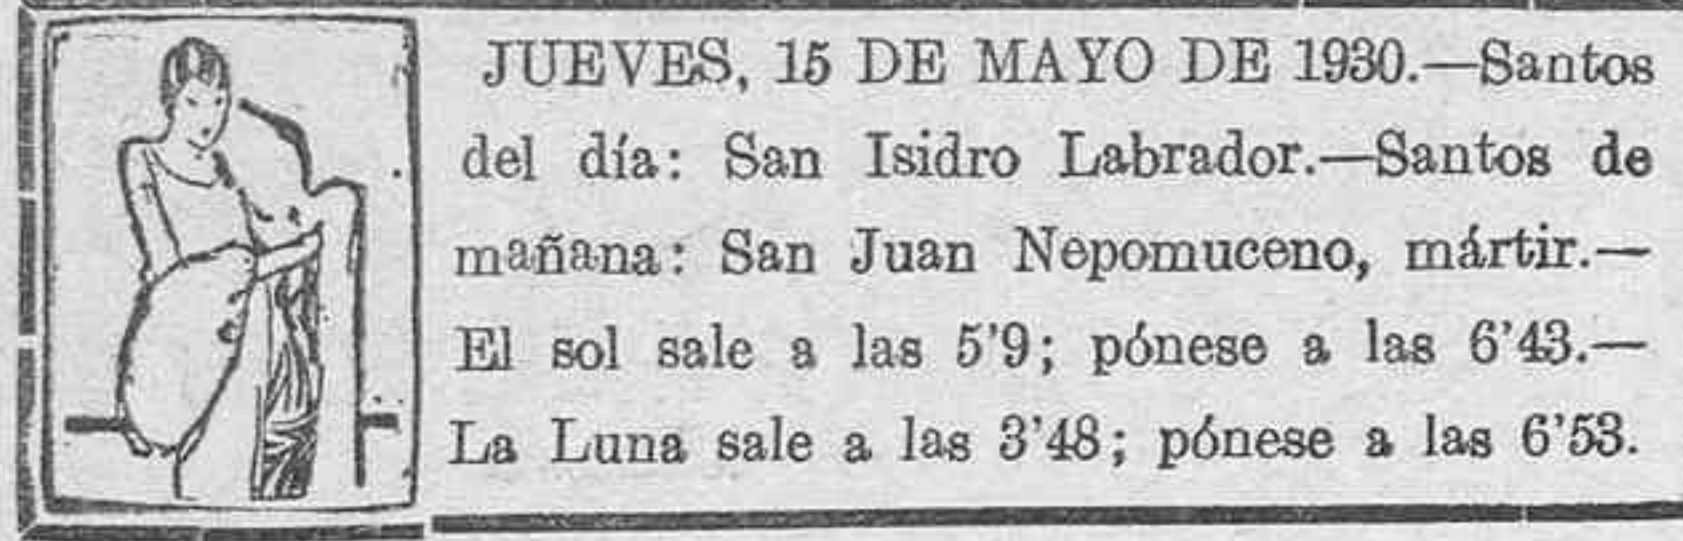 JUEVES, 15 DE MAYO DE 1930.—Santos
del día: San Isidro Labrador.—Santos de
mañana: San Juan Nepomuceno, mártir.—
El sol sale a las 5'9; pónese a las 6'43.—
La Luna sale a las 3'48; pónese a las 6'53.